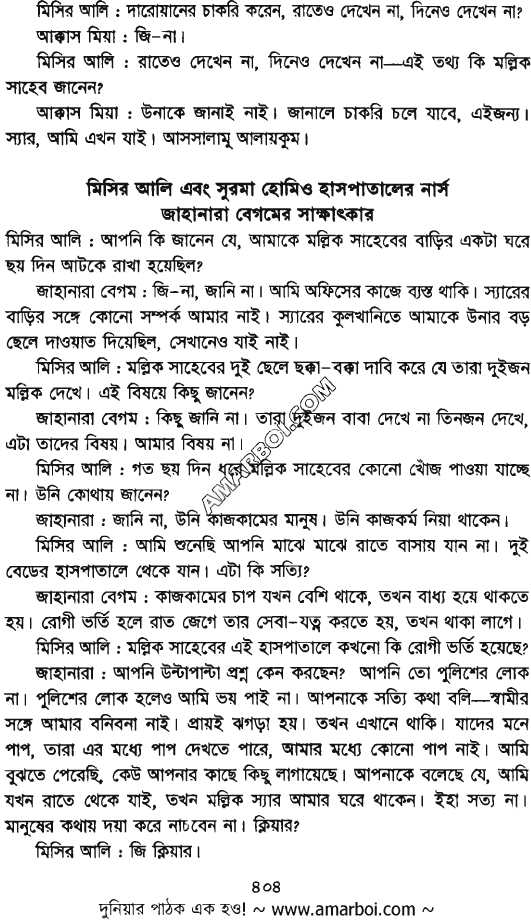 মিসির আলি : দারোয়ানের চাকরি করেন, রাতেও দেখেন না, দিনেও দেখেন না?
আক্কাস মিয়া : জি-না।
মিসির আলি : রাতেও দেখেন না, দিনেও দেখেন না—এই তথ্য কি মল্লিক
সাহেব জানেন?
আক্কাস মিয়া : উনাকে জানাই নাই। জানালে চাকরি চলে যাবে, এইজন্য।
স্যার, আমি এখন যাই। আসসালামু আলায়কুম।
মিসির আলি এবং সুরমা হোমিও হাসপাতালের নার্স
জাহানারা বেগমের সাক্ষাৎকার
মিসির আলি : আপনি কি জানেন যে, আমাকে মল্লিক সাহেবের বাড়ির একটা ঘরে
ছয় দিন আটকে রাখা হয়েছিল?
জাহানারা বেগম : জি-না, জানি না। আমি অফিসের কাজে ব্যস্ত থাকি। স্যারের
বাড়ির সঙ্গে কোনো সম্পর্ক আমার নাই। স্যারের কুলখানিতে আমাকে উনার বড়
ছেলে দাওয়াত দিয়েছিল, সেখানেও যাই নাই।
মিসির আলি : মল্লিক সাহেবের দুই ছেলে ছক্কা-বক্কা দাবি করে যে তারা দুইজন
মল্লিক দেখে। এই বিষয়ে কিছু জানেন?
জাহানারা বেগম : কিছু জানি না। তারা দুইজন বাবা দেখে না তিনজন দেখে,
এটা তাদের বিষয়। আমার বিষয় না।
মিসির আলি : গত ছয় দিন ধরে মল্লিক সাহেবের কোনো খোঁজ পাওয়া যাচ্ছে
না। উনি কোথায় জানেন?
জাহানারা : জানি না, উনি কাজকামের মানুষ। উনি কাজকর্ম নিয়া থাকেন।
মিসির আলি : আমি শুনেছি আপনি মাঝে মাঝে রাতে বাসায় যান না। দুই
বেডের হাসপাতালে থেকে যান। এটা কি সত্যি?
জাহানারা বেগম : কাজকামের চাপ যখন বেশি থাকে, তখন বাধ্য হয়ে থাকতে
হয়। রোগী ভর্তি হলে রাত জেগে তার সেবা-যত্ন করতে হয়, তখন থাকা লাগে।
মিসির আলি : মল্লিক সাহেবের এই হাসপাতালে কখনো কি রোগী ভর্তি হয়েছে?
জাহানারা : আপনি উল্টাপাল্টা প্রশ্ন কেন করছেন? আপনি তো পুলিশের লোক
না। পুলিশের লোক হলেও আমি ভয় পাই না। আপনাকে সত্যি কথা বলি—স্বামীর
সঙ্গে আমার বনিবনা নাই। প্রায়ই ঝগড়া হয়। তখন এখানে থাকি। যাদের মনে
পাপ, তারা এর মধ্যে পাপ দেখতে পারে, আমার মধ্যে কোনো পাপ নাই। আমি
বুঝতে পেরেছি, কেউ আপনার কাছে কিছু লাগায়েছে। আপনাকে বলেছে যে, আমি
যখন রাতে থেকে যাই, তখন মল্লিক স্যার আমার ঘরে থাকেন। ইহা সত্য না।
মানুষের কথায় দয়া করে নাচবেন না। ক্লিয়ার?
মিসির আলি : জি ক্লিয়ার।
AMARBOI.COM
৪০৪
দুনিয়ার পাঠক এক হও! ~ www.amarboi.com ~